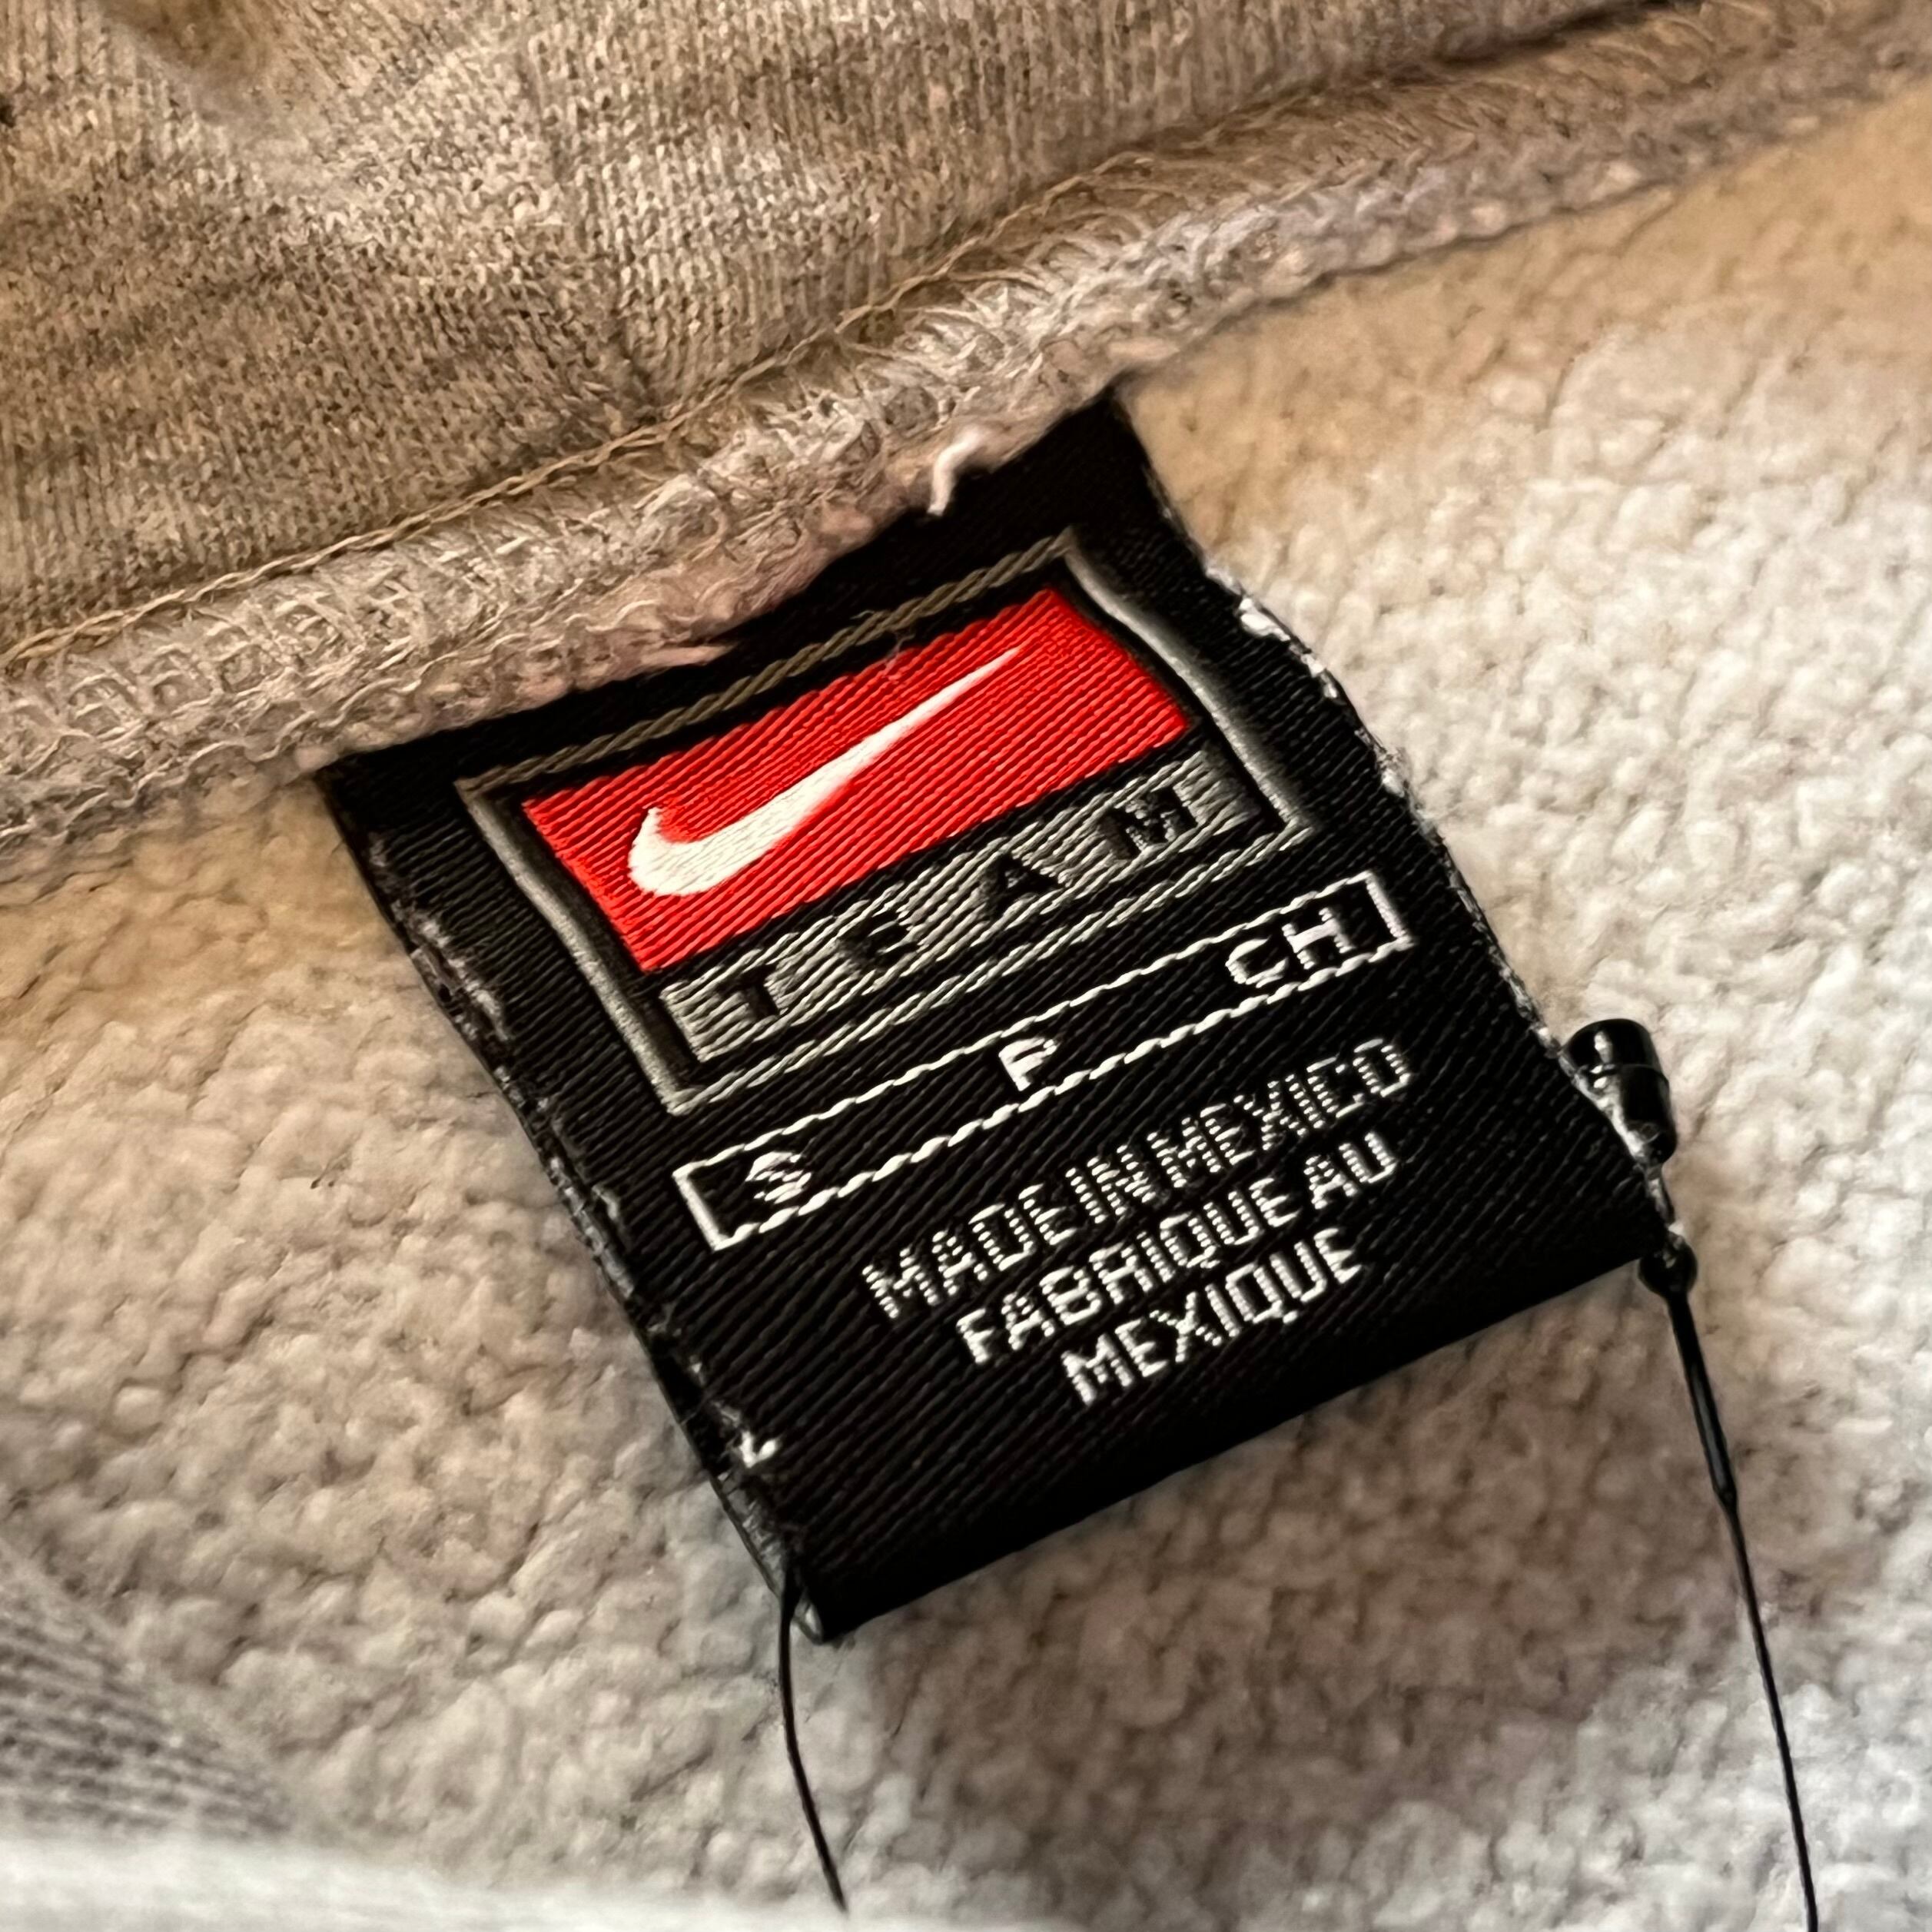 TEAM
S P CH
MADE IN MEXICO
FABRIQUE AU
MEXIQUE